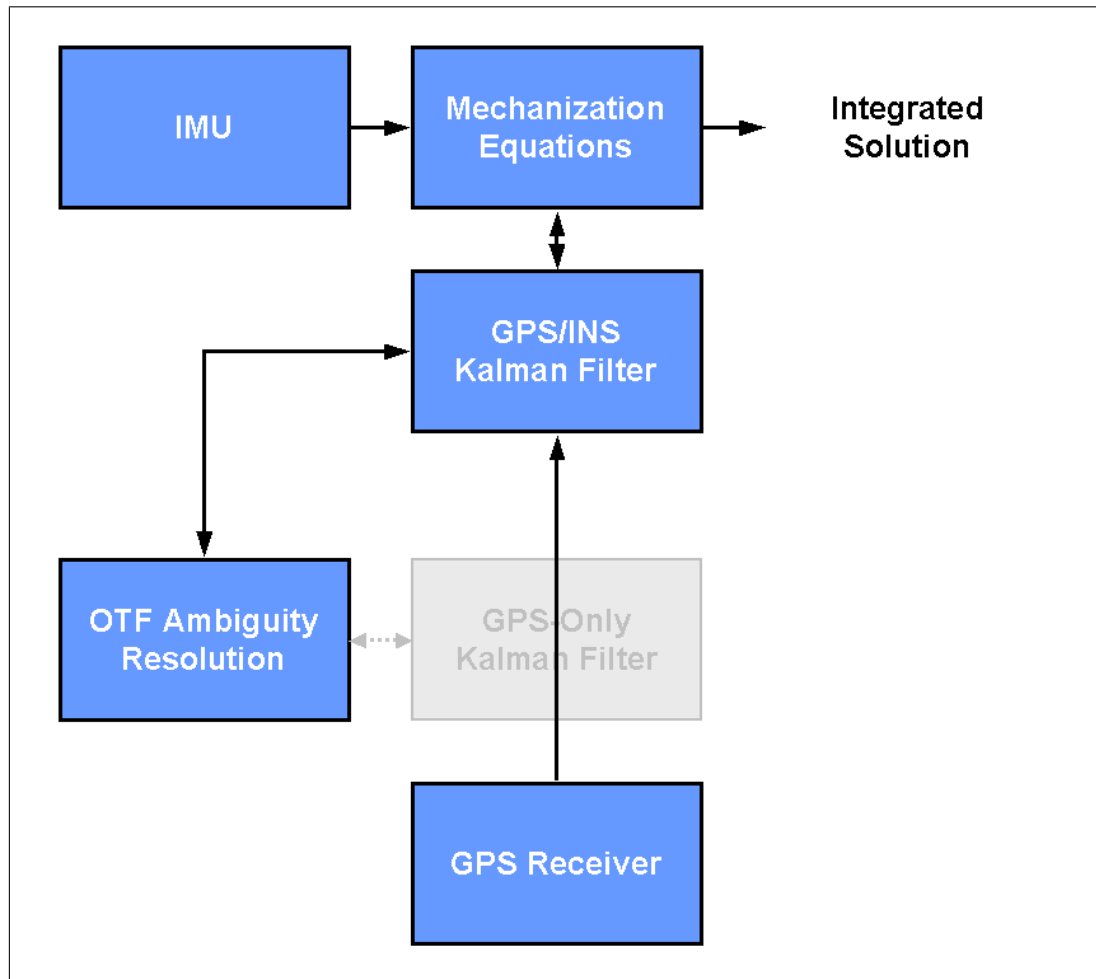 IMU
Mechanization
Equations
Integrated
Solution
GPS/INS
Kalman Filter
OTF Ambiguity
Resolution
GPS-Only
Kalman Filter
GPS Receiver